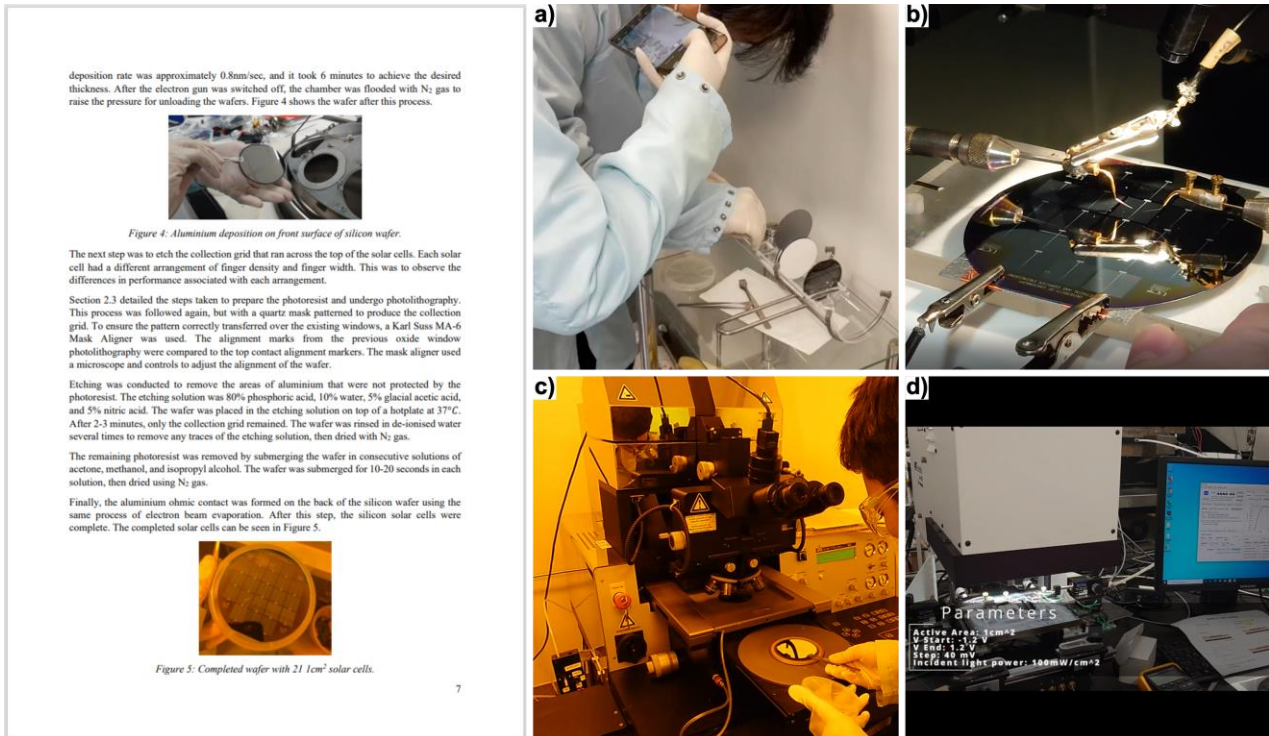 deposition rate was approximately 0.8nm/sec, and it took 6 minutes to achieve the desired
thickness. After the electron gun was switched off, the chamber was flooded with N₂ gas to
raise the pressure for unloading the wafers. Figure 4 shows the wafer after this process.
Figure 4: Aluminium deposition on front surface of silicon wafer.
The next step was to etch the collection grid that ran across the top of the solar cells. Each solar
cell had a different arrangement of finger density and finger width. This was to observe the
differences in performance associated with each arrangement.
Section 2.3 detailed the steps taken to prepare the photoresist and undergo photolithography.
This process was followed again, but with a quartz mask patterned to produce the collection
grid. To ensure the pattern correctly transferred over the existing windows, a Karl Suss MA-6
Mask Aligner was used. The alignment marks from the previous oxide window
photolithography were compared to the top contact alignment markers. The mask aligner used
a microscope and controls to adjust the alignment of the wafer.
Etching was conducted to remove the areas of aluminium that were not protected by the
photoresist. The etching solution was 80% phosphoric acid, 10% water, 5% glacial acetic acid,
and 5% nitric acid. The wafer was placed in the etching solution on top of a hotplate at 37°C.
After 2-3 minutes, only the collection grid remained. The wafer was rinsed in de-ionised water
several times to remove any traces of the etching solution, then dried with N₂ gas.
The remaining photoresist was removed by submerging the wafer in consecutive solutions of
acetone, methanol, and isopropyl alcohol. The wafer was submerged for 10-20 seconds in each
solution, then dried using N₂ gas.
Finally, the aluminium ohmic contact was formed on the back of the silicon wafer using the
same process of electron beam evaporation. After this step, the silicon solar cells were
complete. The completed solar cells can be seen in Figure 5.
Figure 5: Completed wafer with 21 1cm² solar cells.
7
a)
b)
c)
d)
Parameters
Active Area: 1cm^2
V Start: -1.2 V
V End: 1.2 V
Step: 40 mV
Incident light power: 100mW/cm^2